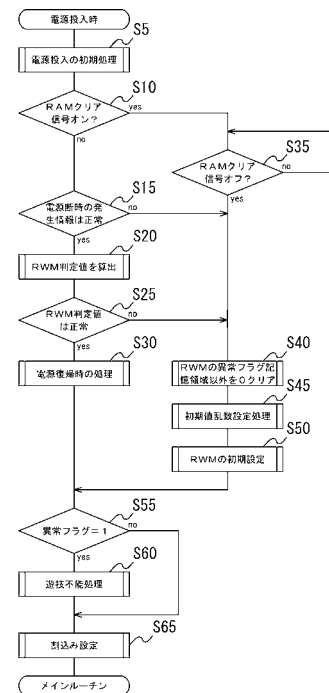 電源投入時
S5
電源投入の初期処理
S10
RAMクリア
信号オン？
yes
no
S35
RAMクリア
信号オフ？
no
yes
S15
電源断時の発
生情報は正常
no
yes
S20
RWM判定値を算出
S25
RWM判定値
は正常
no
yes
S30
電源復帰時の処理
S40
RWMの異常フラグ記
憶領域以外を0クリア
S45
初期値乱数設定処理
S50
RWMの初期設定
S55
異常フラグ＝1
no
yes
S60
遊技不能処理
S65
割込み設定
メインルーチン